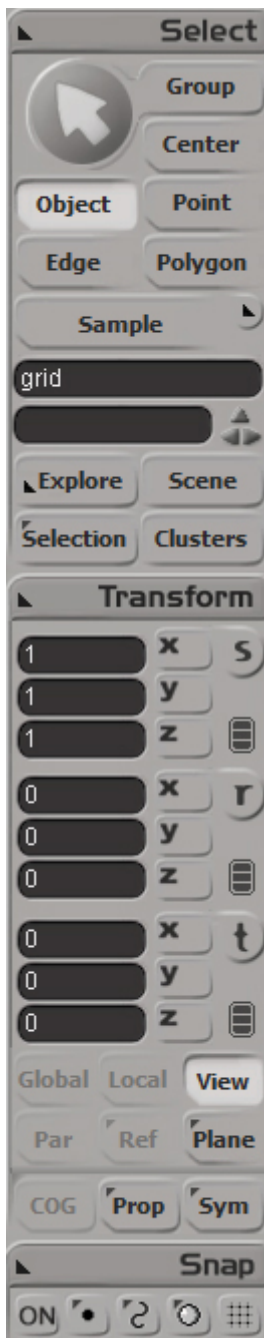 Select
Group
Center
Object Point
Edge Polygon
Sample
grid
Explore Scene
Selection Clusters
Transform
1 x s
1 y
1 z
0 x r
0 y
0 z
0 x t
0 y
0 z
Global Local View
Par Ref Plane
COG Prop Sym
Snap
ON